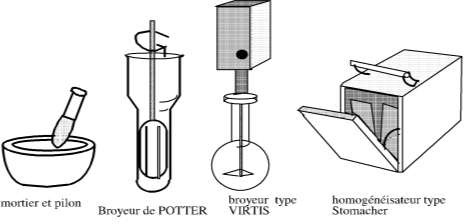 mortier et pilon
Broyeur de POTTER
broyeur type
VIRTIS
homogénéisateur type
Stomacher